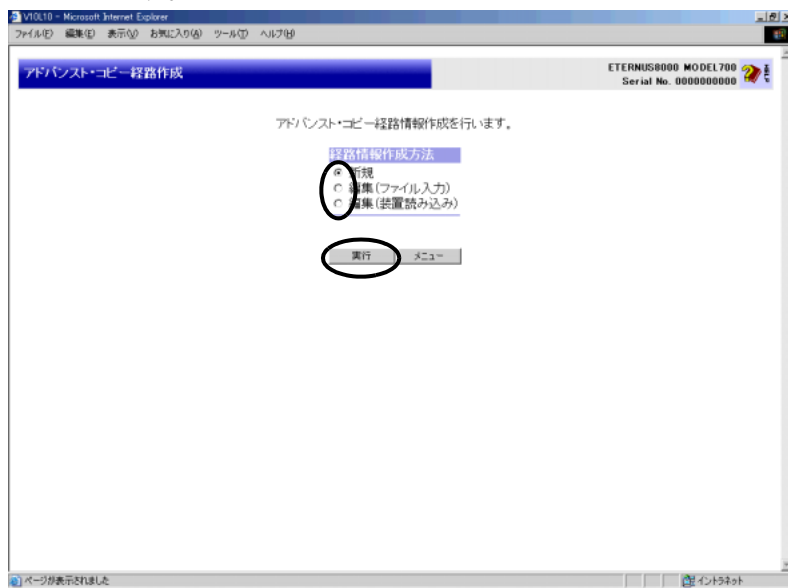 V10L10 - Microsoft Internet Explorer
ファイル(F) 編集(E) 表示(V) お気に入り(A) ツール(T) ヘルプ(H)
アドバンスト・コピー経路作成
ETERNUS8000 MODEL700
Serial No. 0000000000
アドバンスト・コピー経路情報作成を行います。
経路情報作成方法
新規
編集(ファイル入力)
編集(装置読み込み)
実行 メニュー
ページが表示されました
イントラネット